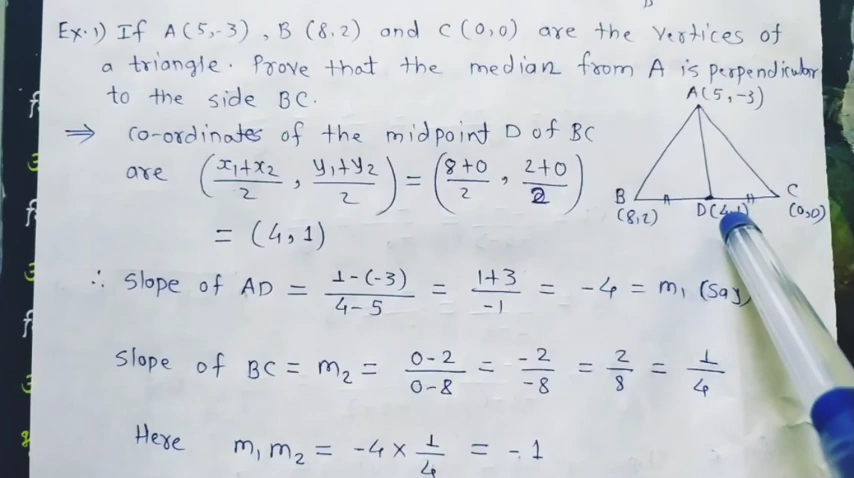 Ex.1) If A(5,-3), B (8,2) and C(0,0) are the vertices of
a triangle. Prove that the median from A is perpendicular
to the side BC.
A(5,-3)
⇒ co-ordinates of the midpoint D of BC
are (x₁+x₂/2 , y₁+y₂/2) = (8+0/2 , 2+0/2)
B C
(8,2) D(4,1) (0,0)
= (4,1)
∴ Slope of AD = 1-(-3)/4-5 = 1+3/-1 = -4 = m₁ (Say)
Slope of BC = m₂ = 0-2/0-8 = -2/-8 = 2/8 = 1/4
Here m₁ m₂ = -4 × 1/4 = -1